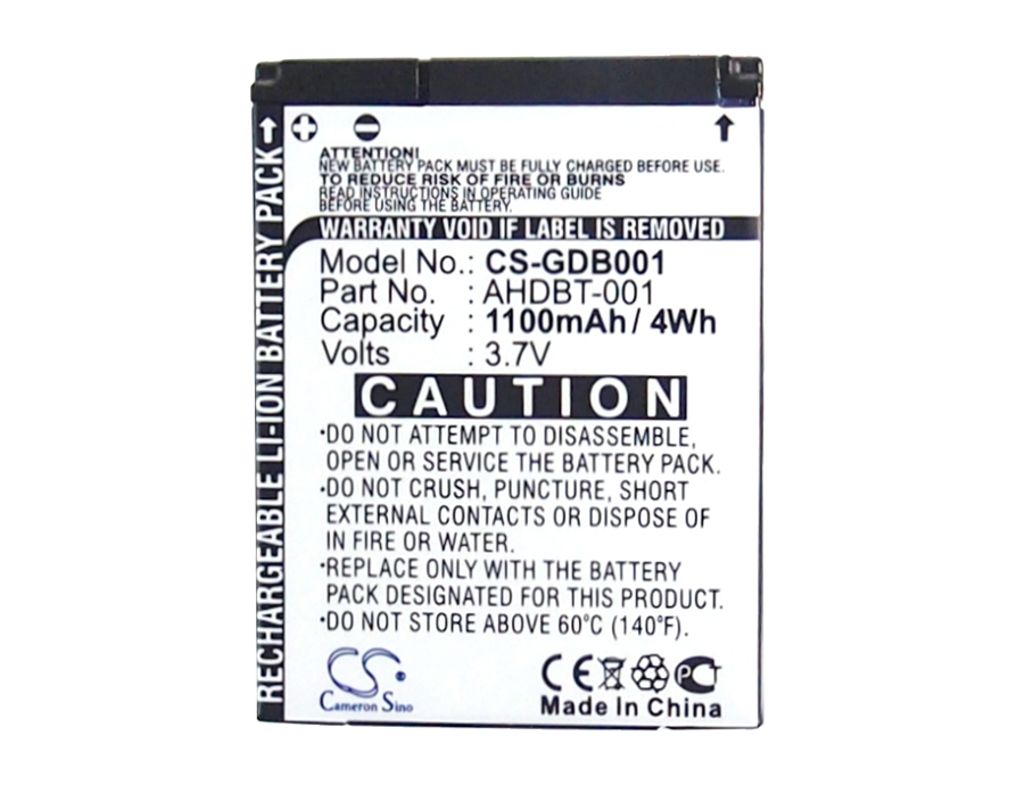 RECHARGEABLE LI-ION BATTERY PACK
ATTENTION!
NEW BATTERY PACK MUST BE FULLY CHARGED BEFORE USE.
TO REDUCE RISK OF FIRE OR BURNS
READ INSTRUCTIONS IN OPERATING GUIDE
BEFORE USING THE BATTERY.
WARRANTY VOID IF LABEL IS REMOVED
Model No.: CS-GDB001
Part No. : AHDBT-001
Capacity : 1100mAh/ 4Wh
Volts : 3.7V
CAUTION
·DO NOT ATTEMPT TO DISASSEMBLE,
OPEN OR SERVICE THE BATTERY PACK.
·DO NOT CRUSH, PUNCTURE, SHORT
EXTERNAL CONTACTS OR DISPOSE OF
IN FIRE OR WATER.
·REPLACE ONLY WITH THE BATTERY
PACK DESIGNATED FOR THIS PRODUCT.
·DO NOT STORE ABOVE 60°C (140°F).
CS
Cameron Sino
CE PCT
Made In China